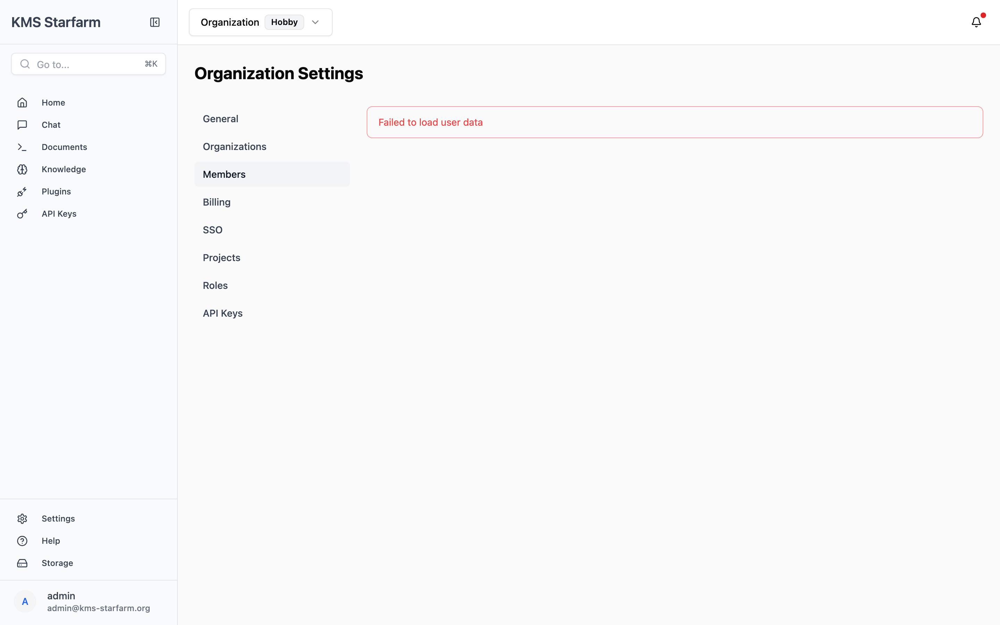 KMS Starfarm
Go to...
⌘K
Home
Chat
Documents
Knowledge
Plugins
API Keys
Settings
Help
Storage
A
admin
admin@kms-starfarm.org
Organization Hobby
Organization Settings
General
Organizations
Members
Billing
SSO
Projects
Roles
API Keys
Failed to load user data